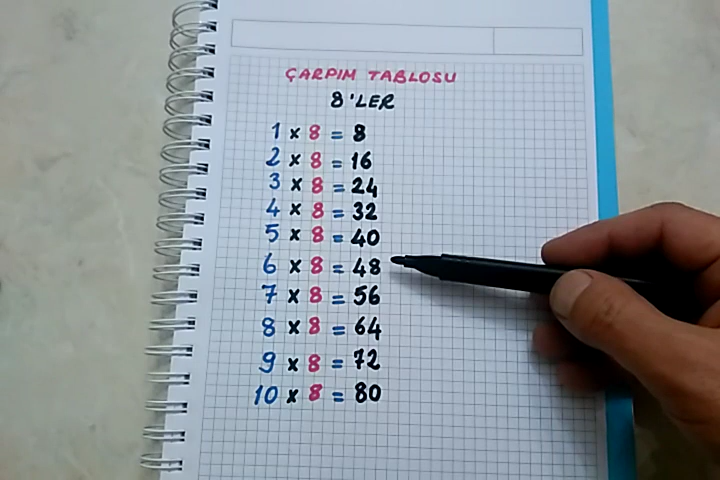 ÇARPIM TABLOSU
8'LER
1 x 8 = 8
2 x 8 = 16
3 x 8 = 24
4 x 8 = 32
5 x 8 = 40
6 x 8 = 48
7 x 8 = 56
8 x 8 = 64
9 x 8 = 72
10 x 8 = 80